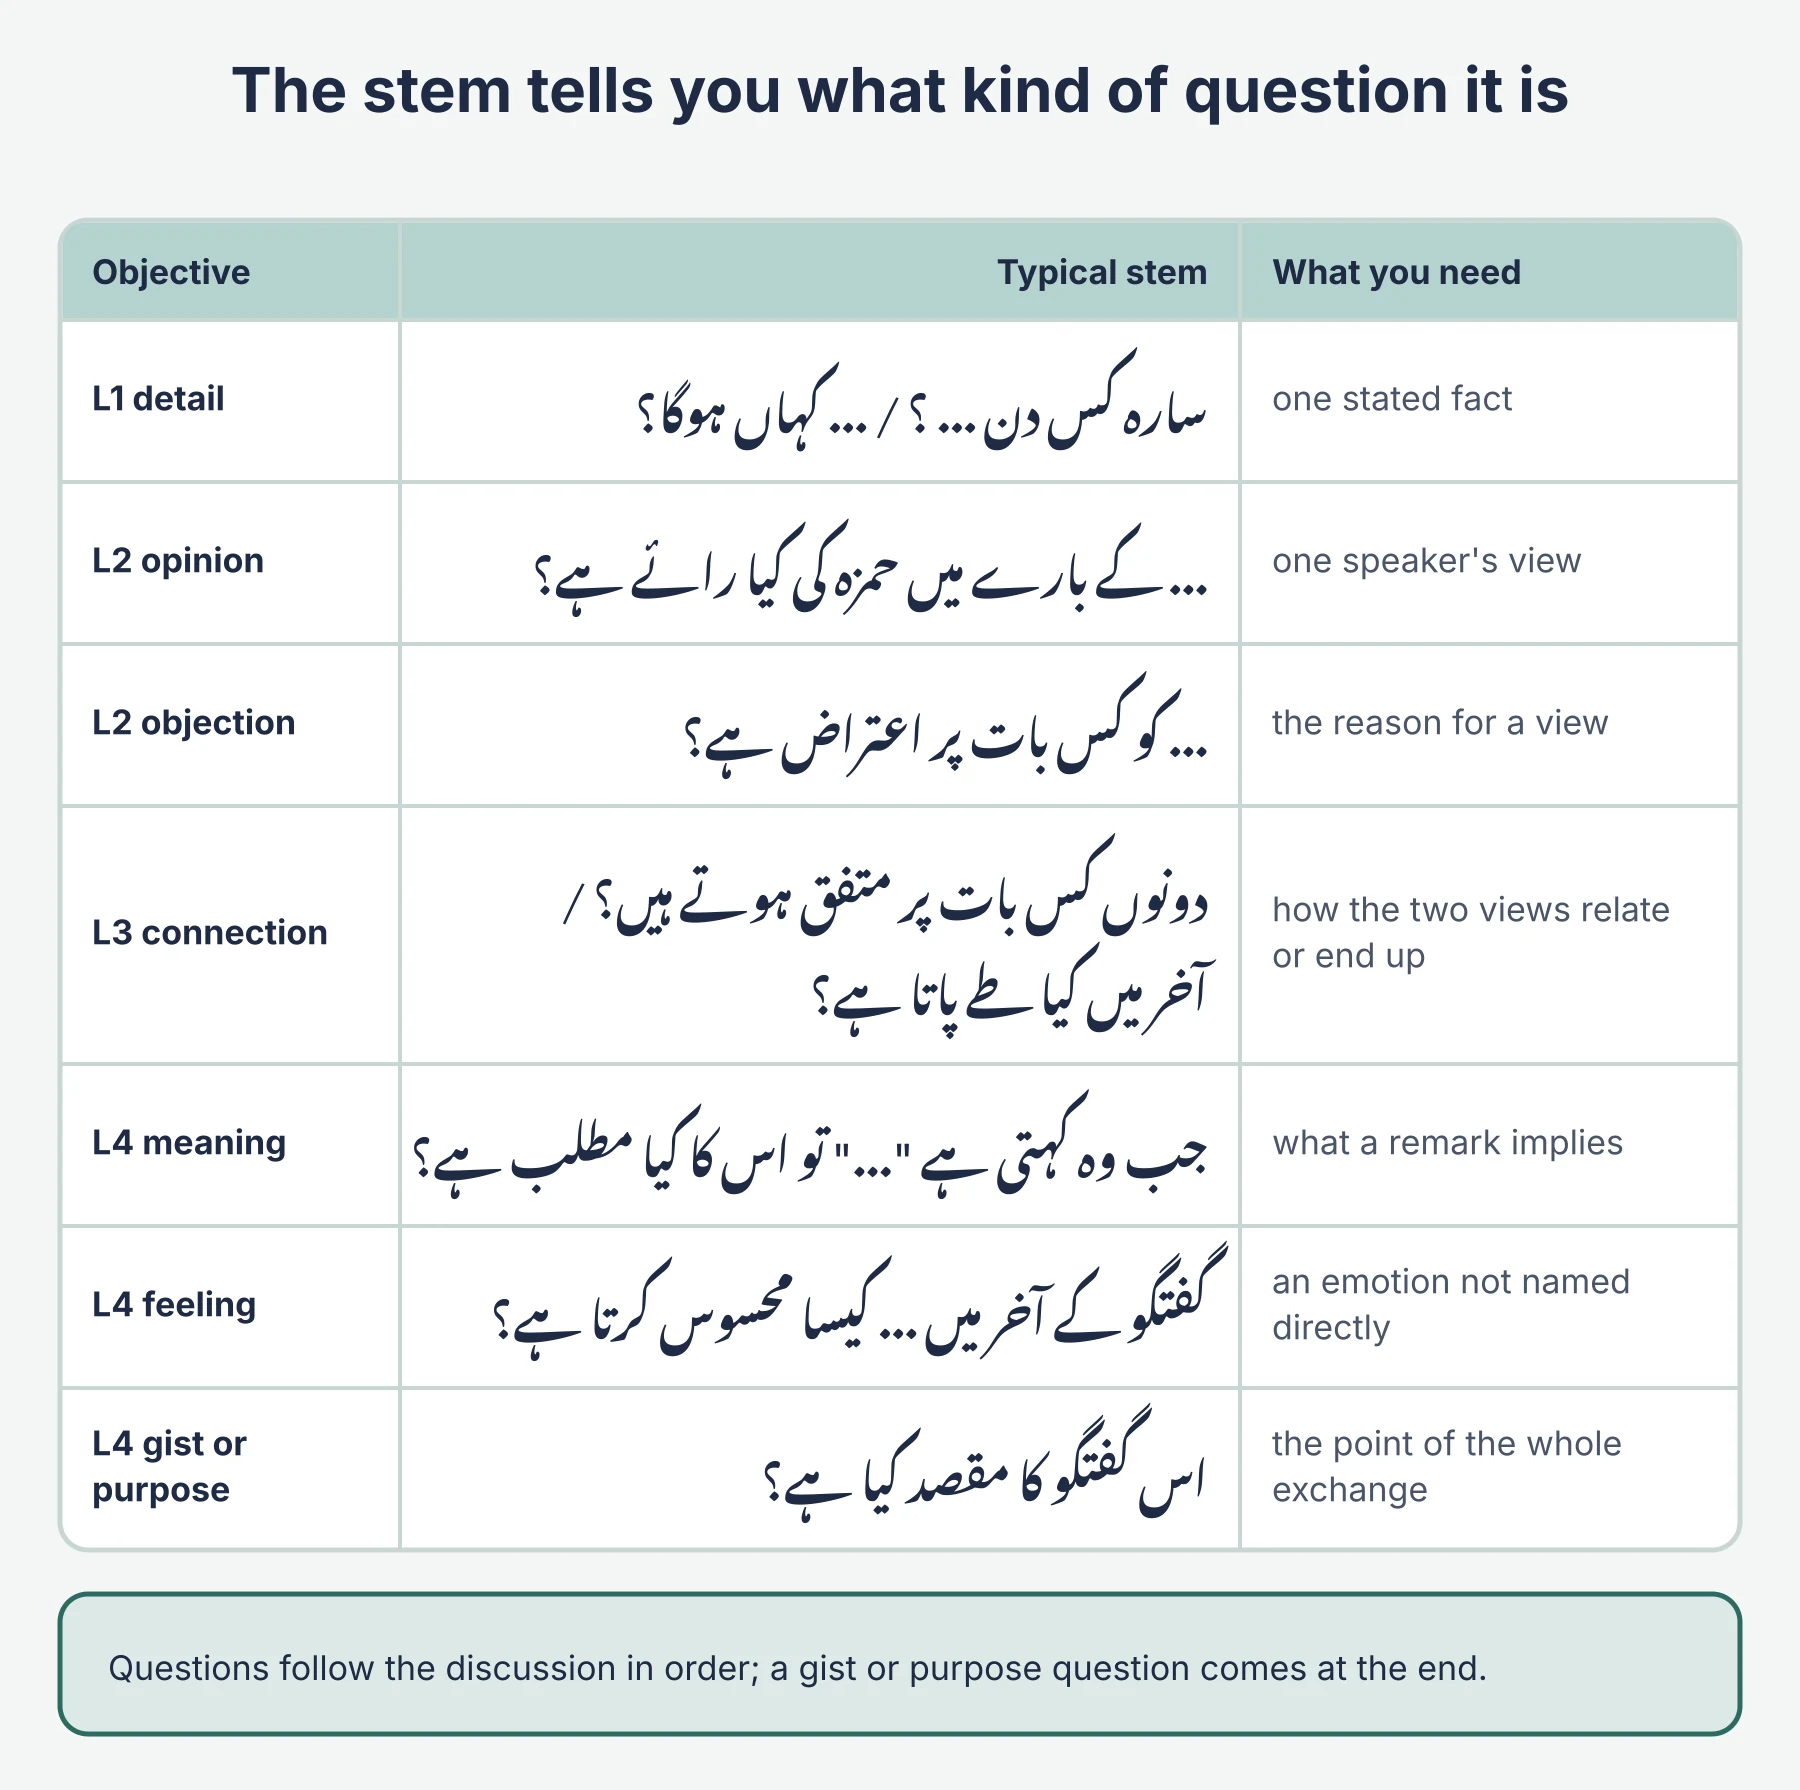 The stem tells you what kind of question it is
Objective
Typical stem
What you need
L1 detail
سارہ کس دن ... ؟ / ... کہاں ہوگا؟
one stated fact
L2 opinion
... کے بارے میں حمزہ کی کیا رائے ہے؟
one speaker's view
L2 objection
... کو کس بات پر اعتراض ہے؟
the reason for a view
L3 connection
دونوں کس بات پر متفق ہوتے ہیں؟ /
آخر میں کیا طے پاتا ہے؟
how the two views relate
or end up
L4 meaning
جب وہ کہتی ہے "..." تو اس کا کیا مطلب ہے؟
what a remark implies
L4 feeling
گفتگو کے آخر میں ... کیسا محسوس کرتا ہے؟
an emotion not named
directly
L4 gist or
purpose
اس گفتگو کا مقصد کیا ہے؟
the point of the whole
exchange
Questions follow the discussion in order; a gist or purpose question comes at the end.